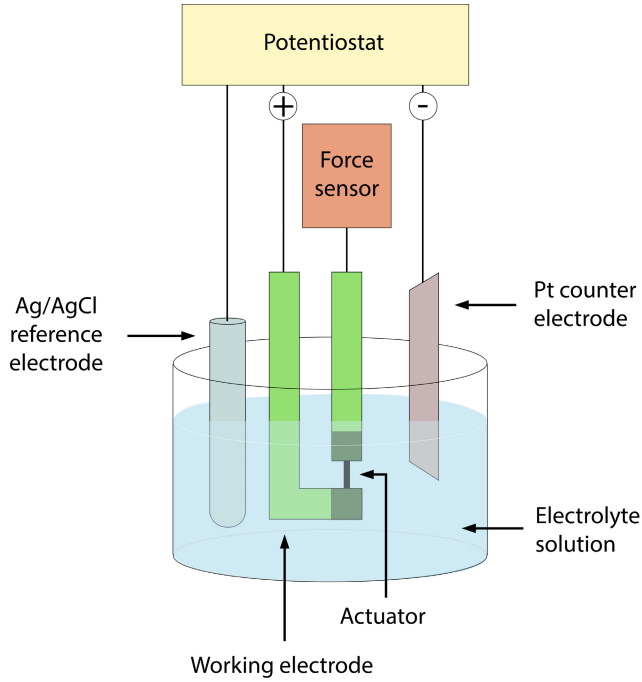 Potentiostat
+
-
Force
sensor
Ag/AgCl
reference
electrode
Pt counter
electrode
Electrolyte
solution
Actuator
Working electrode